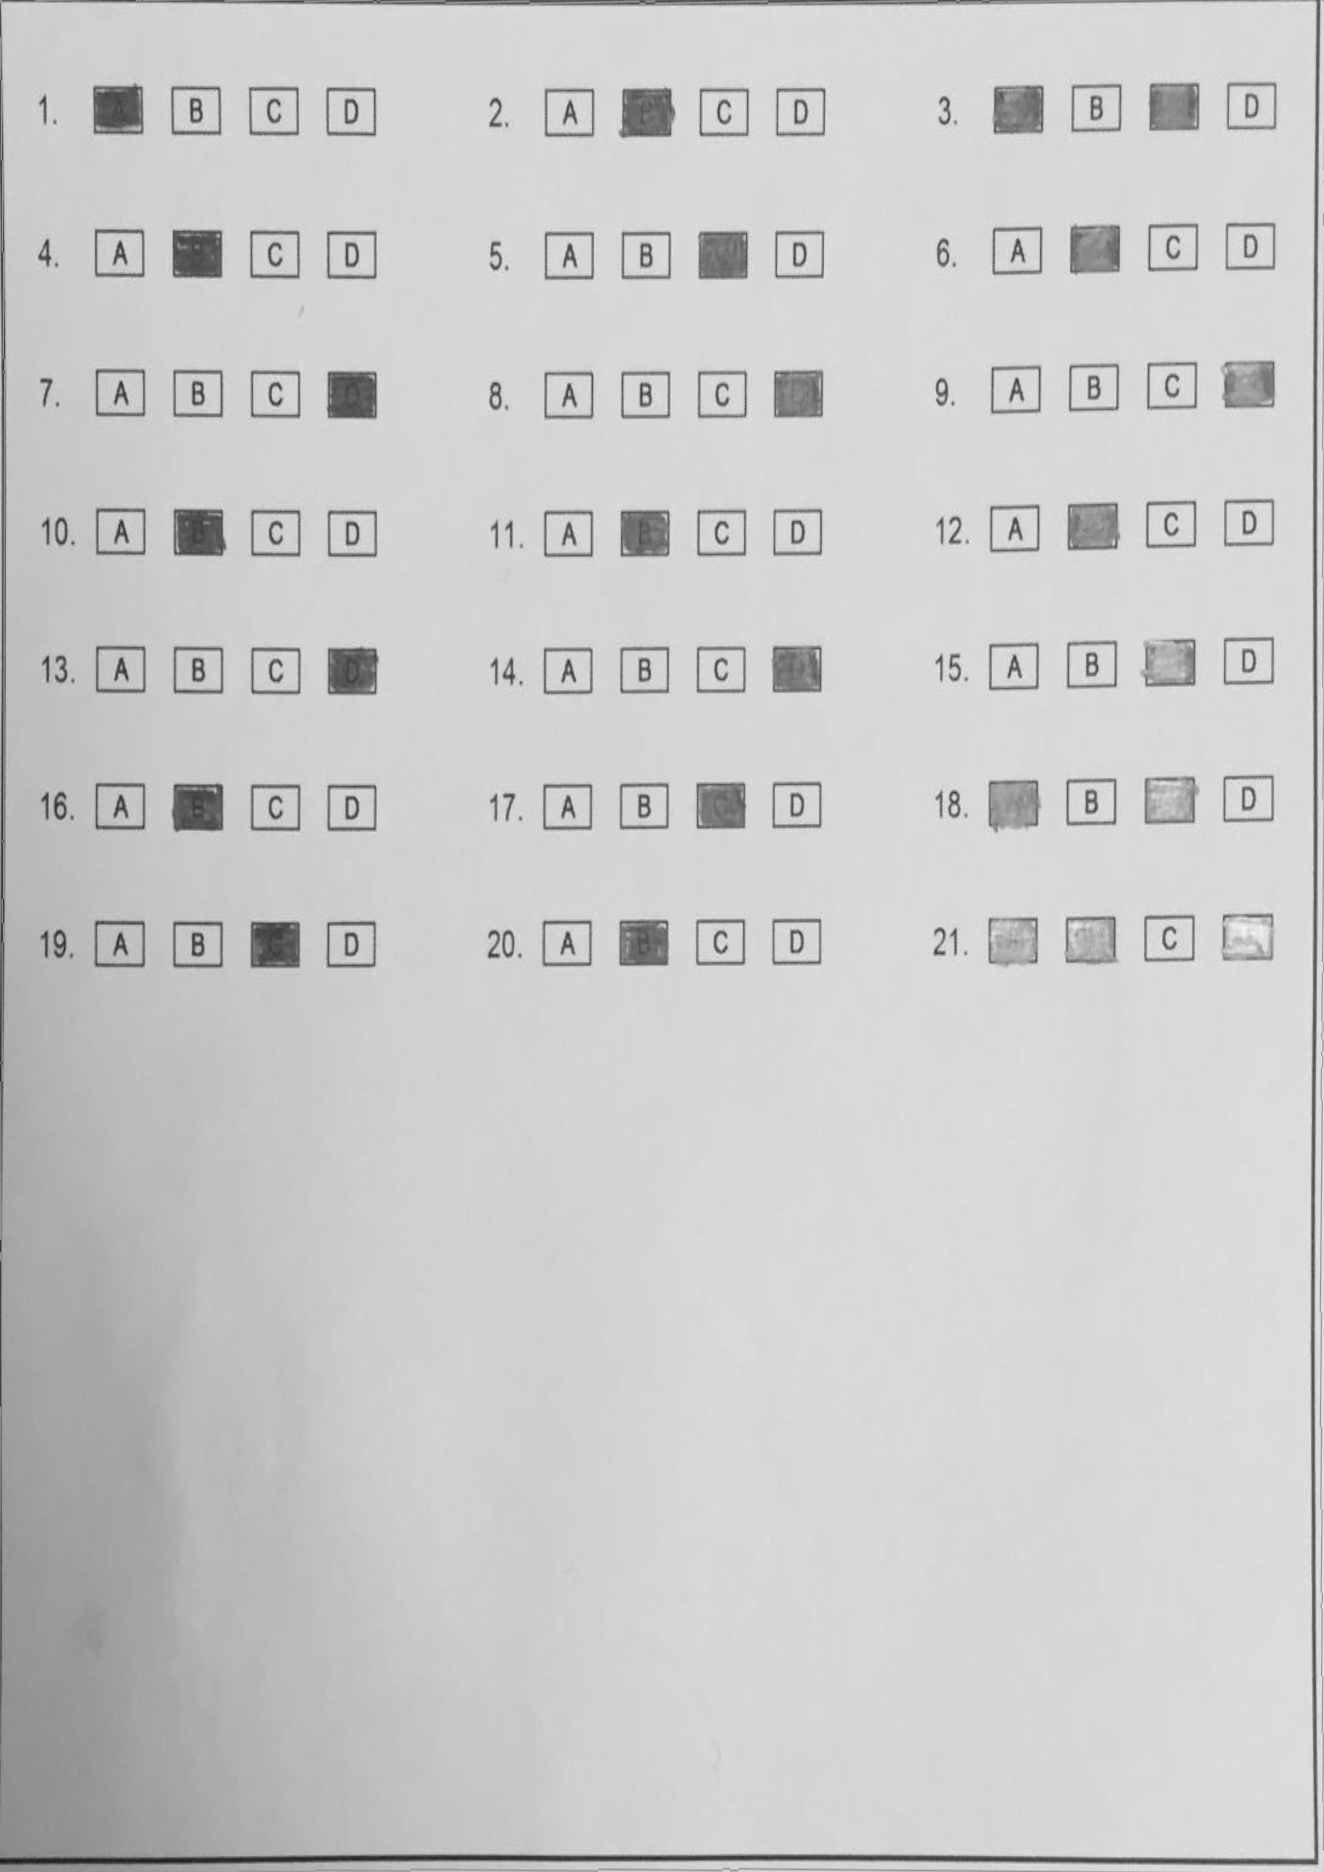 1. A B C D 2. A B C D 3. B D
4. A B C D 5. A B D 6. A C D
7. A B C D 8. A B C D 9. A B C
10. A B C D 11. A B C D 12. A C D
13. A B C D 14. A B C 15. A B D
16. A B C D 17. A B C D 18. B D
19. A B C D 20. A B C D 21. C